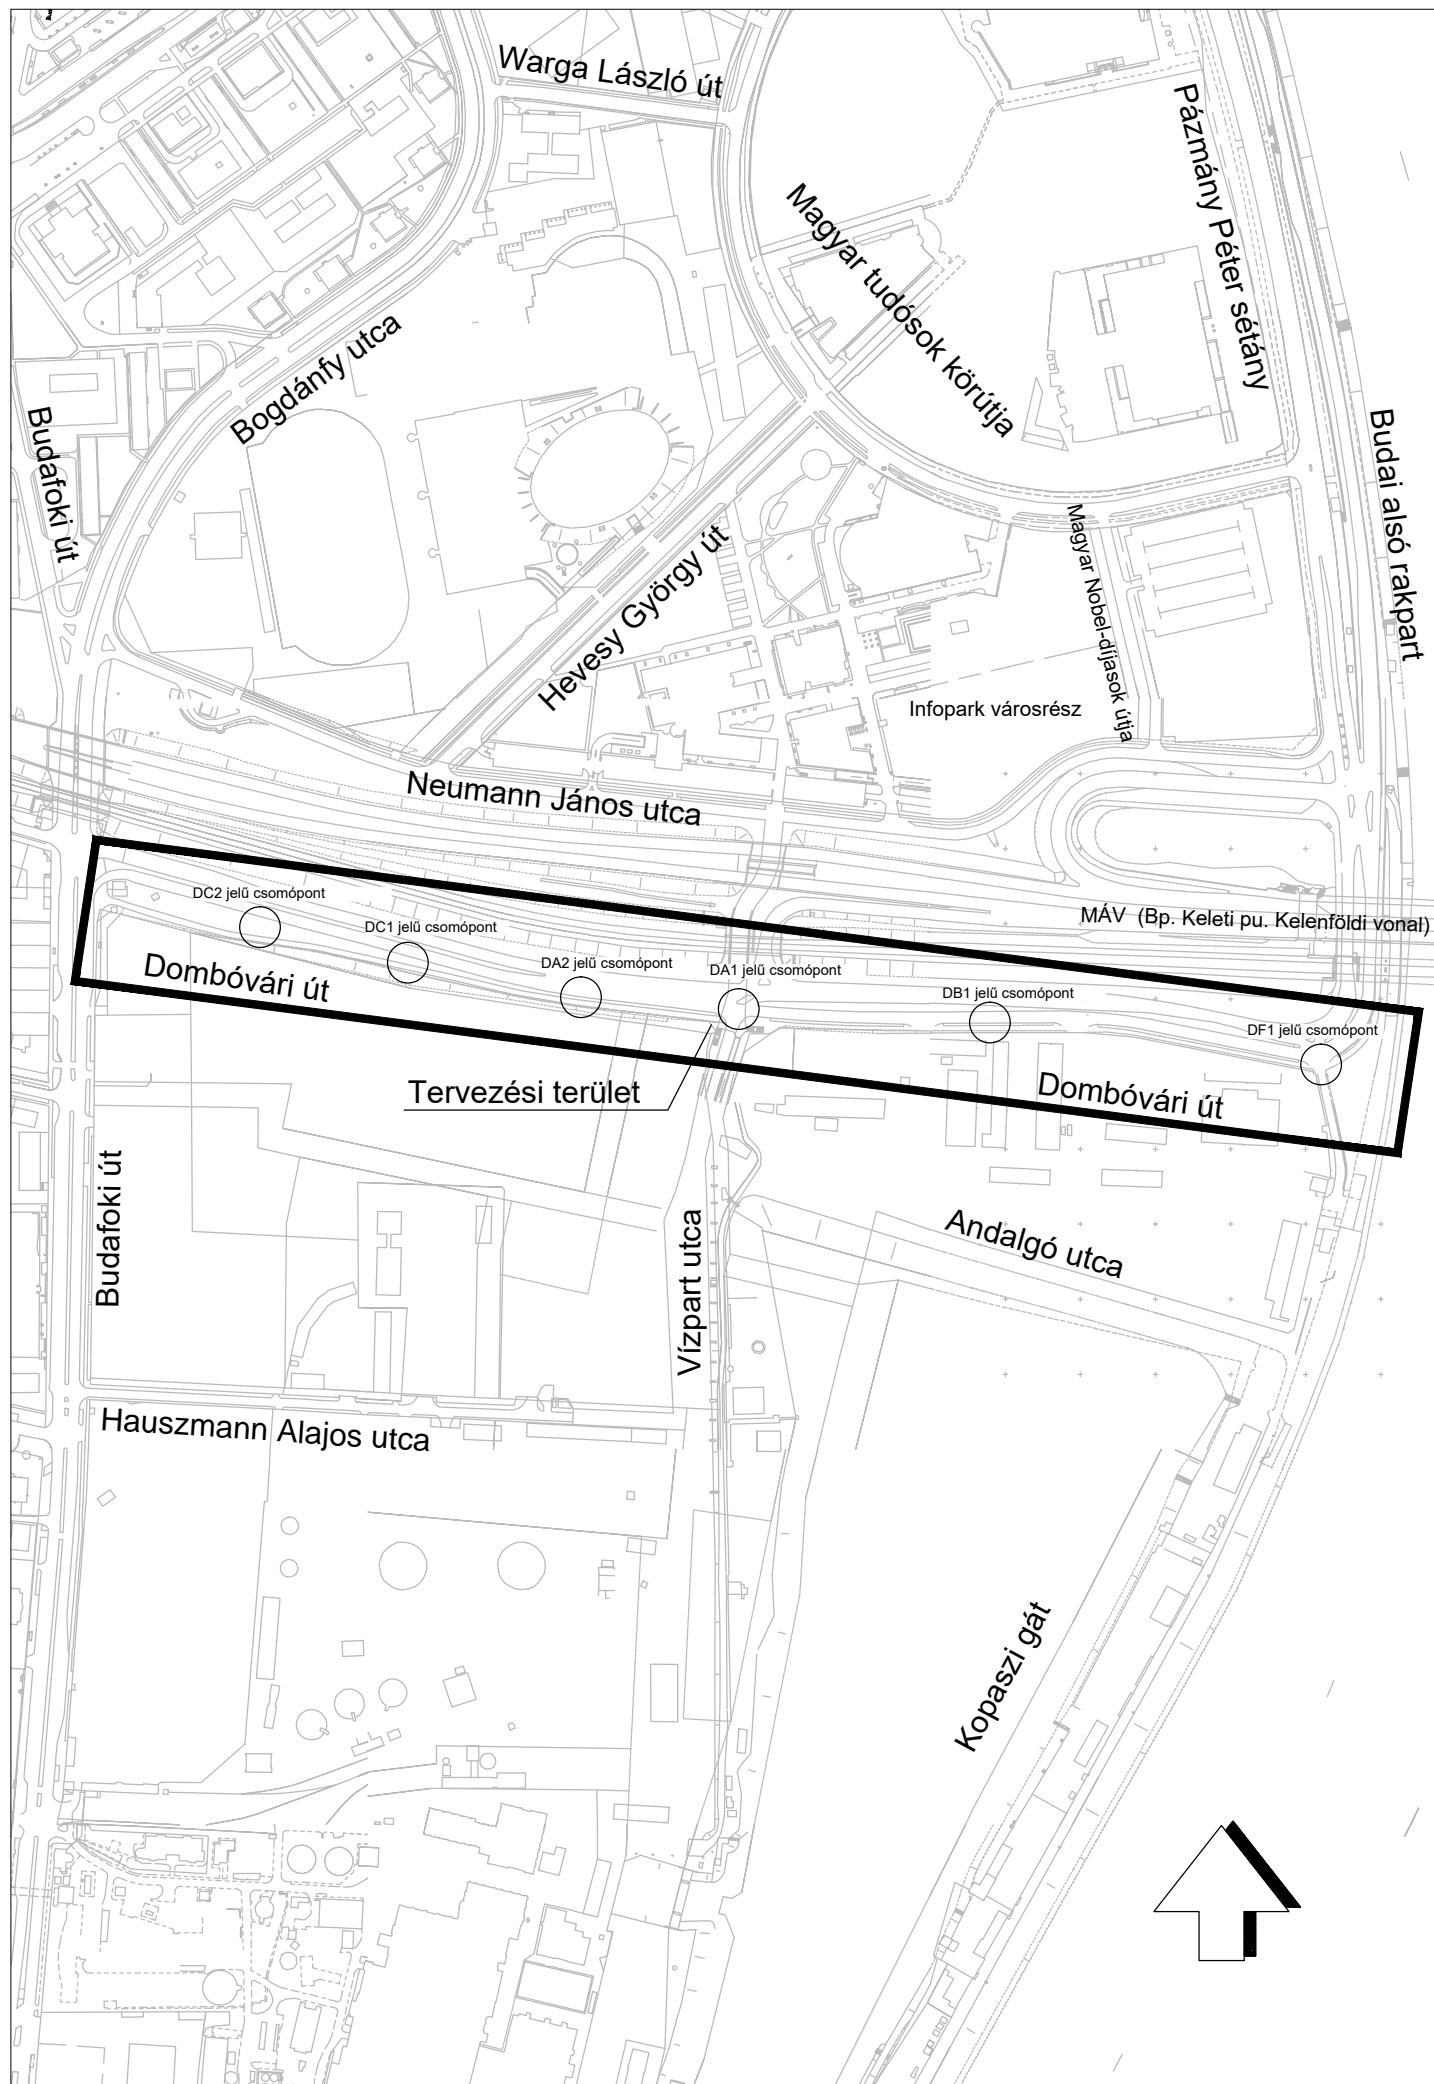 Warga László út
Pázmány Péter sétány
Magyar tudósok körútja
Bogdánfy utca
Budafoki út
Budai alsó rakpart
Hevesy György út
Magyar Nobel-díjasok útja
Infopark városrész
Neumann János utca
DC2 jelű csomópont
MÁV (Bp. Keleti pu. Kelenföldi vonal)
DC1 jelű csomópont
DA2 jelű csomópont
DA1 jelű csomópont
Dombóvári út
DB1 jelű csomópont
DF1 jelű csomópont
Tervezési terület
Dombóvári út
Budafoki út
Vízpart utca
Andalgó utca
Hauszmann Alajos utca
Kopaszi gát